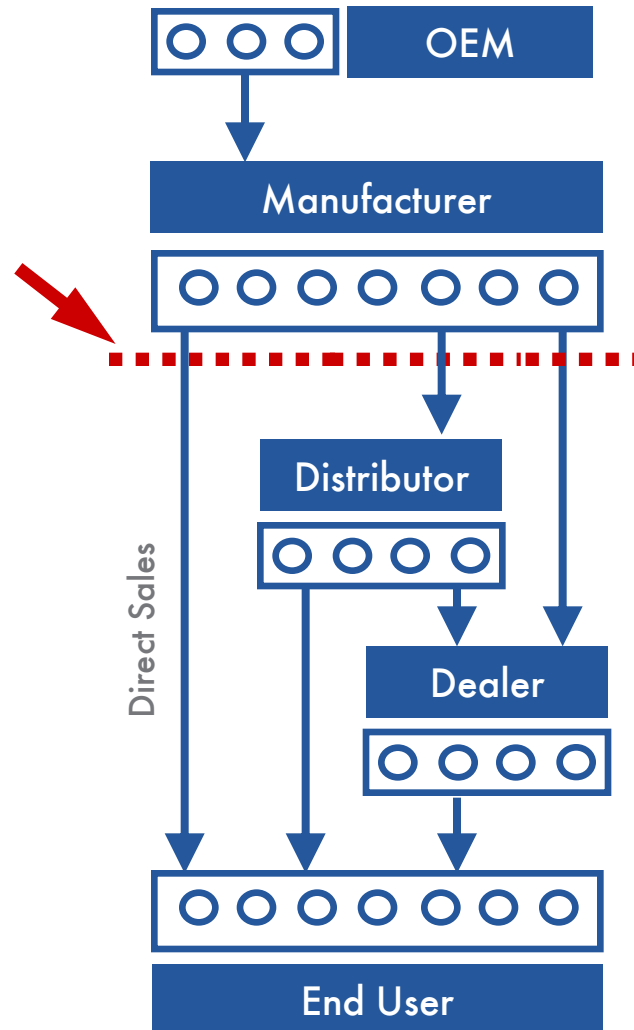 OEM
Manufacturer
Distributor
Direct Sales
Dealer
End User